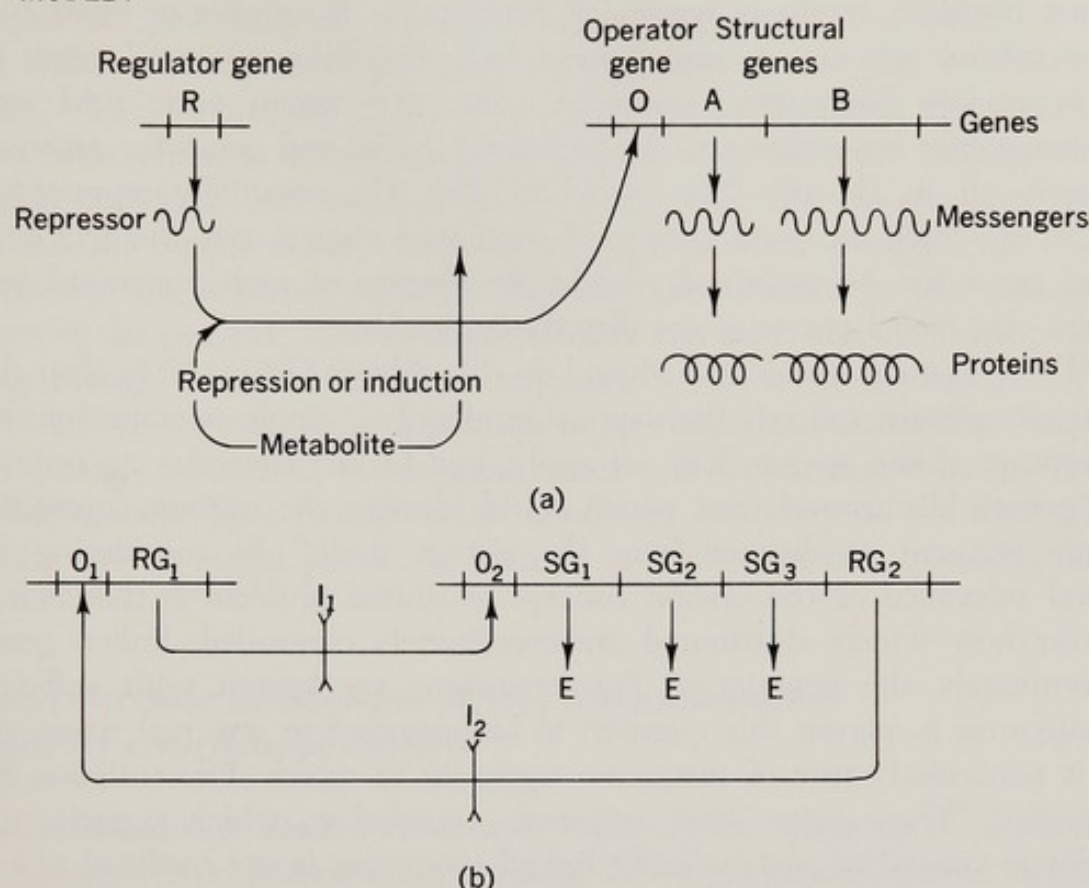 Operator Structural
Regulator gene gene genes
R O A B
Genes
Repressor Messengers
Repression or induction Proteins
Metabolite
(a)
O1 RG1 O2 SG1 SG2 SG3 RG2
I1
E E E
I2
(b)